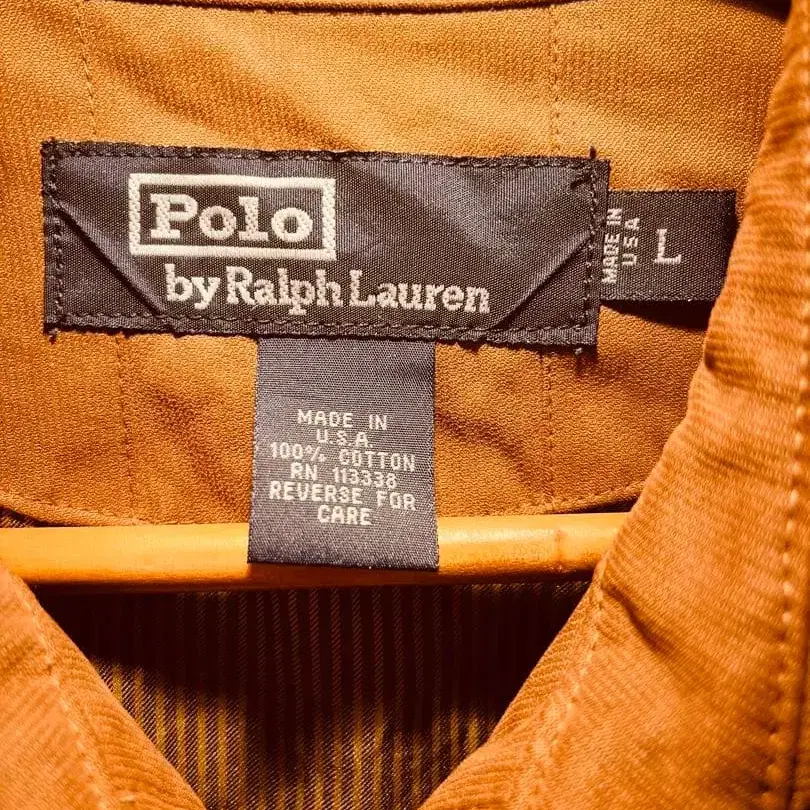 Polo
by Ralph Lauren
MADE IN
U S A
L
MADE IN
U.S.A.
100% COTTON
RN 113338
REVERSE FOR
CARE